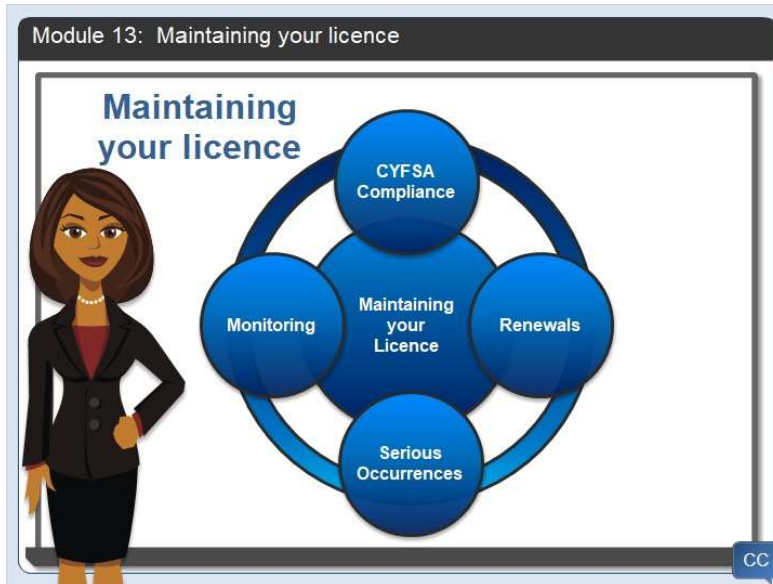 Module 13: Maintaining your licence
Maintaining
your licence
CYFSA
Compliance
Monitoring
Maintaining
your
Licence
Renewals
Serious
Occurrences
CC